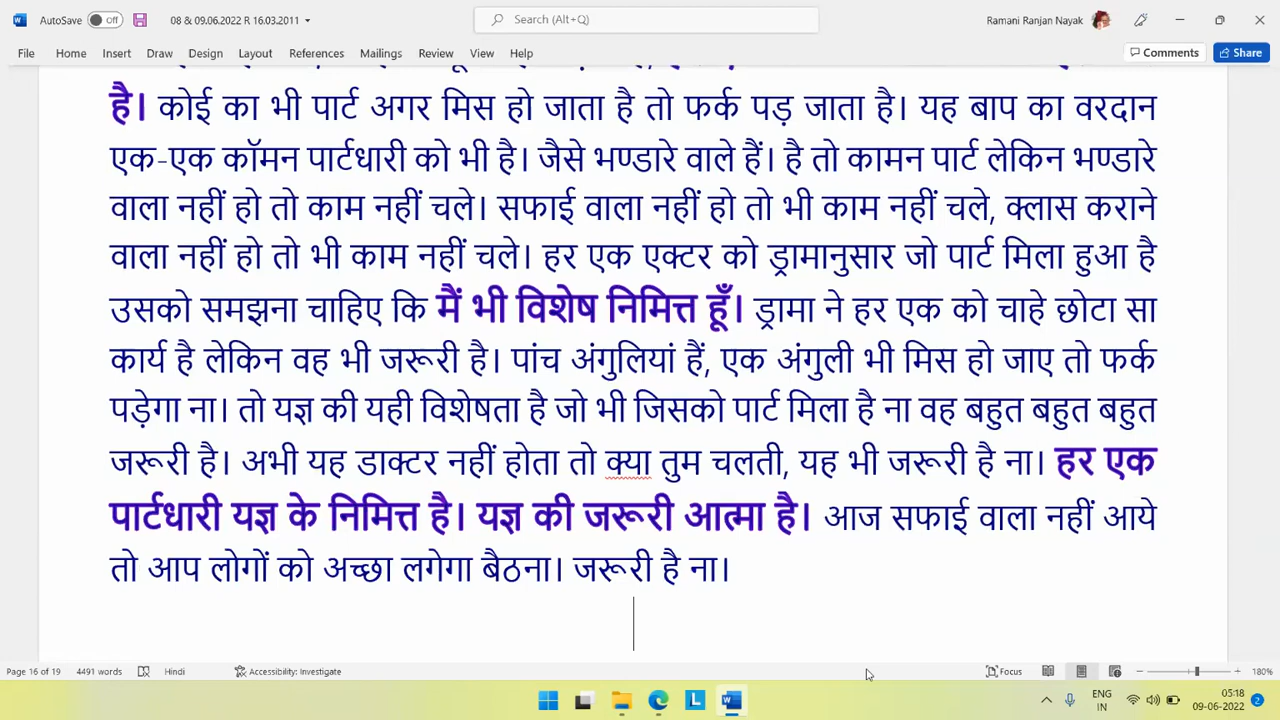 AutoSave Off 08 & 09.06.2022 R 16.03.2011 Search (Alt+Q) Ramani Ranjan Nayak
File Home Insert Draw Design Layout References Mailings Review View Help Comments Share
है। कोई का भी पार्ट अगर मिस हो जाता है तो फर्क पड़ जाता है। यह बाप का वरदान
एक-एक कॉमन पार्टधारी को भी है। जैसे भण्डारे वाले हैं। है तो कामन पार्ट लेकिन भण्डारे
वाला नहीं हो तो काम नहीं चले। सफाई वाला नहीं हो तो भी काम नहीं चले, क्लास कराने
वाला नहीं हो तो भी काम नहीं चले। हर एक एक्टर को ड्रामानुसार जो पार्ट मिला हुआ है
उसको समझना चाहिए कि मैं भी विशेष निमित्त हूँ। ड्रामा ने हर एक को चाहे छोटा सा
कार्य है लेकिन वह भी जरूरी है। पांच अंगुलियां हैं, एक अंगुली भी मिस हो जाए तो फर्क
पड़ेगा ना। तो यज्ञ की यही विशेषता है जो भी जिसको पार्ट मिला है ना वह बहुत बहुत बहुत
जरूरी है। अभी यह डाक्टर नहीं होता तो क्या तुम चलती, यह भी जरूरी है ना। हर एक
पार्टधारी यज्ञ के निमित्त है। यज्ञ की जरूरी आत्मा है। आज सफाई वाला नहीं आये
तो आप लोगों को अच्छा लगेगा बैठना। जरूरी है ना।
Page 16 of 19 4491 words Hindi Accessibility: Investigate Focus 180%
ENG 05:18
IN 09-06-2022 2